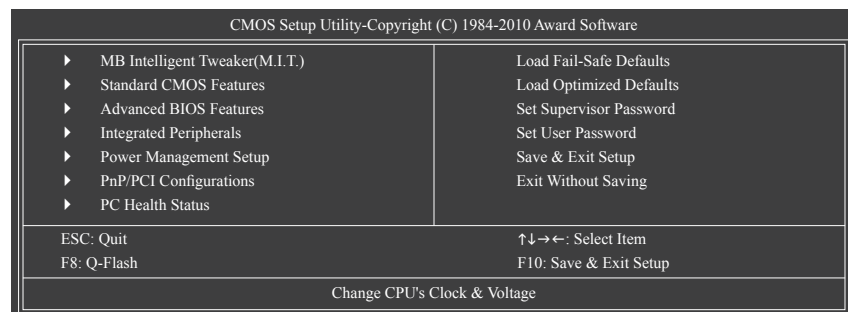 CMOS Setup Utility-Copyright (C) 1984-2010 Award Software
MB Intelligent Tweaker(M.I.T.)
Standard CMOS Features
Advanced BIOS Features
Integrated Peripherals
Power Management Setup
PnP/PCI Configurations
PC Health Status
Load Fail-Safe Defaults
Load Optimized Defaults
Set Supervisor Password
Set User Password
Save & Exit Setup
Exit Without Saving
ESC: Quit
F8: Q-Flash
↑↓→←: Select Item
F10: Save & Exit Setup
Change CPU's Clock & Voltage